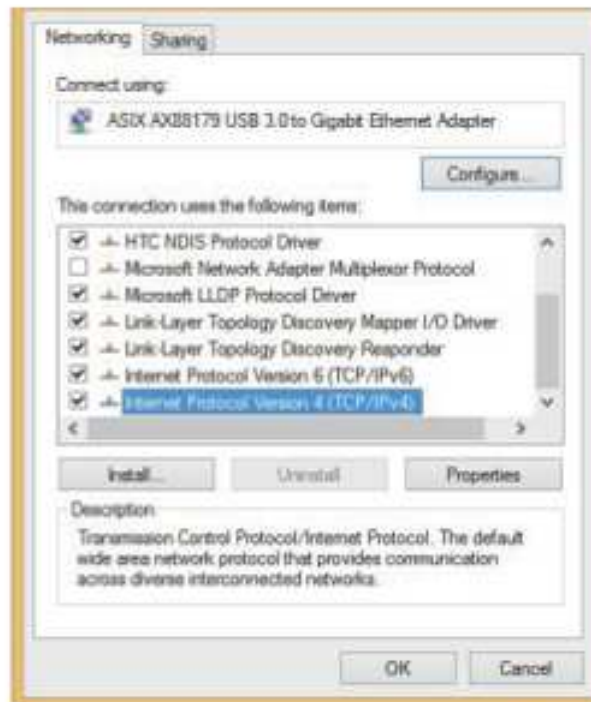 Networking Sharing
Connect using:
ASIX AX88179 USB 3.0 to Gigabit Ethernet Adapter
Configure...
This connection uses the following items:
HTC NDIS Protocol Driver
Microsoft Network Adapter Multiplexor Protocol
Microsoft LLDP Protocol Driver
Link-Layer Topology Discovery Mapper I/O Driver
Link-Layer Topology Discovery Responder
Internet Protocol Version 6 (TCP/IPv6)
Internet Protocol Version 4 (TCP/IPv4)
Install... Uninstall Properties
Description
Transmission Control Protocol/Internet Protocol. The default
wide area network protocol that provides communication
across diverse interconnected networks.
OK Cancel